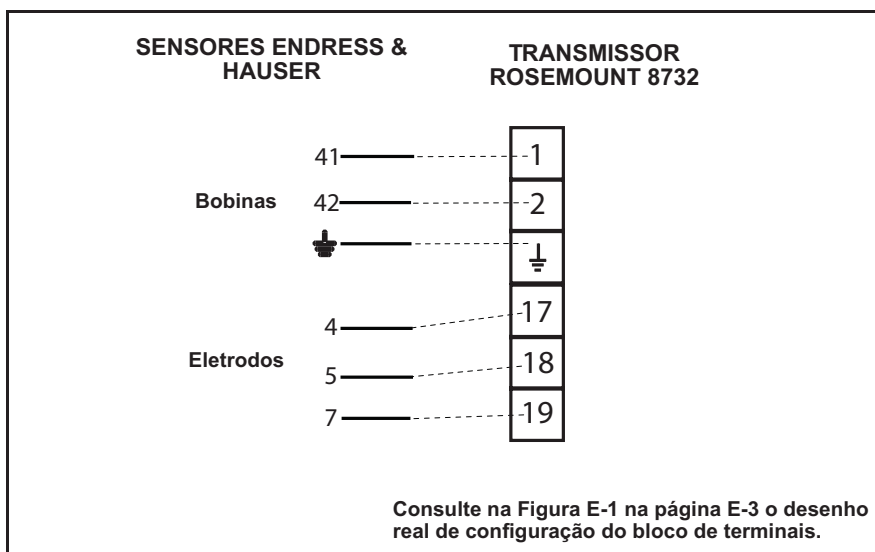 SENSORES ENDRESS &
HAUSER
TRANSMISSOR
ROSEMOUNT 8732
41
1
Bobinas
42
2
4
17
Eletrodos
5
18
7
19
Consulte na Figura E-1 na página E-3 o desenho
real de configuração do bloco de terminais.